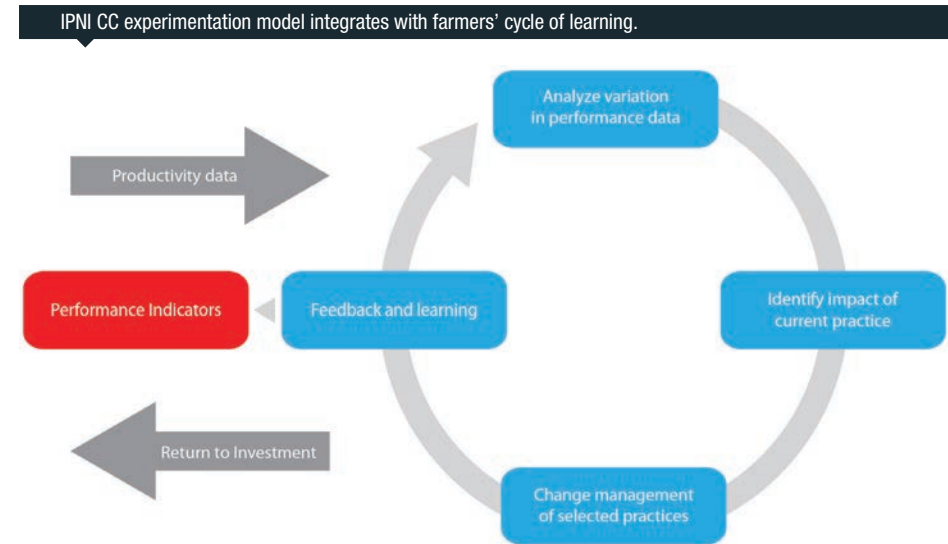 IPNI CC experimentation model integrates with farmers’ cycle of learning.
Analyze variation
in performance data
Productivity data
Performance Indicators
Feedback and learning
Identify impact of
current practice
Return to Investment
Change management
of selected practices